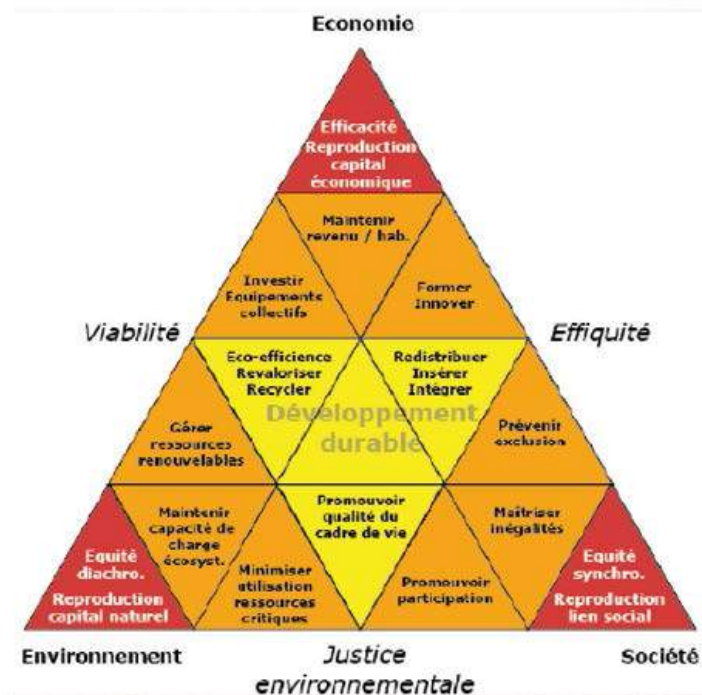 Economie
Efficacité
Reproduction
capital
économique
Maintenir
revenu / hab.
Investir
Equipements
collectifs
Former
Innover
Viabilité
Effiquité
Eco-efficience
Revaloriser
Recycler
Redistribuer
Insérer
Intégrer
Développement
durable
Gérer
ressources
renouvelables
Prévenir
exclusion
Maintenir
capacité de
charge
écosyst.
Promouvoir
qualité du
cadre de vie
Maîtriser
inégalités
Equité
diachro.
Reproduction
capital naturel
Minimiser
utilisation
ressources
critiques
Promouvoir
participation
Equité
synchro.
Reproduction
lien social
Environnement
Justice
environnementale
Société